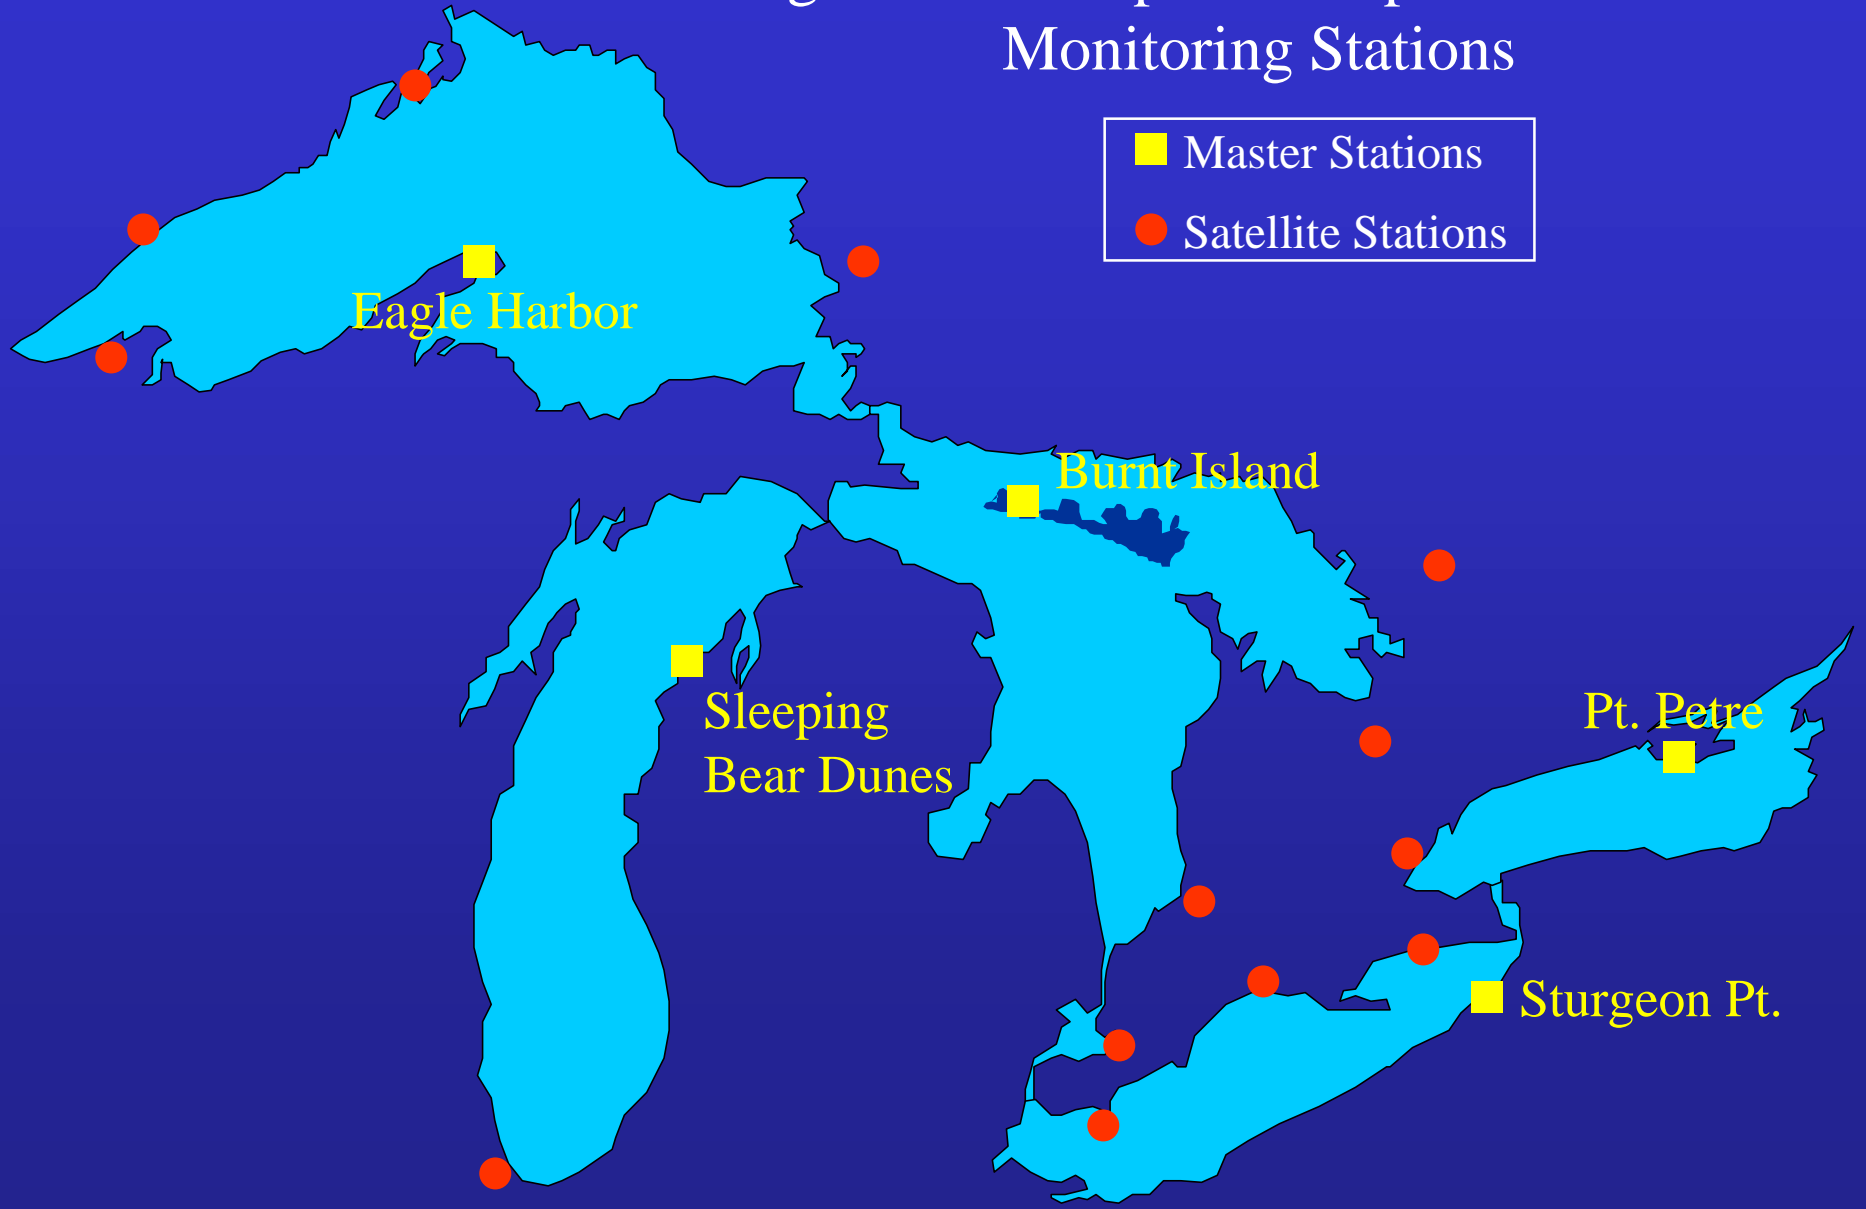 Monitoring Stations
Master Stations
Satellite Stations
Eagle Harbor
Burnt Island
Sleeping
Bear Dunes
Pt. Petre
Sturgeon Pt.